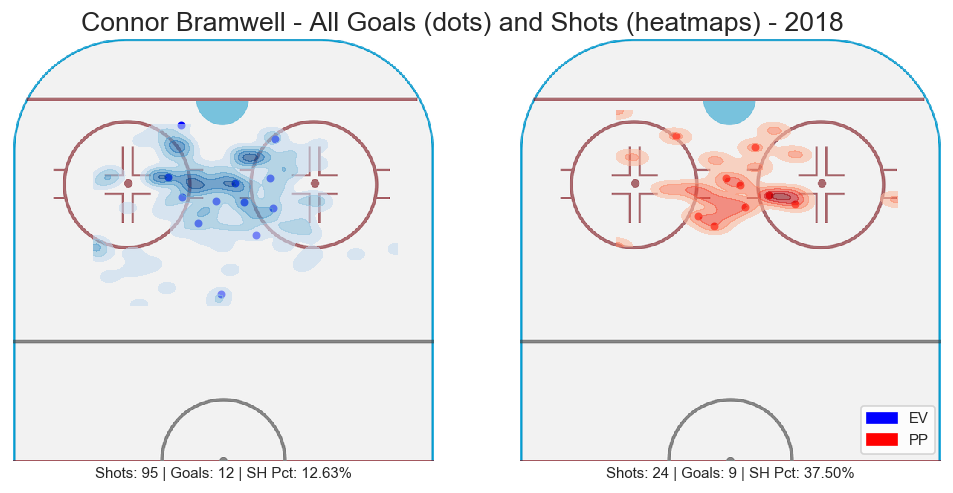 Connor Bramwell - All Goals (dots) and Shots (heatmaps) - 2018
EV
PP
Shots: 95 | Goals: 12 | SH Pct: 12.63%
Shots: 24 | Goals: 9 | SH Pct: 37.50%